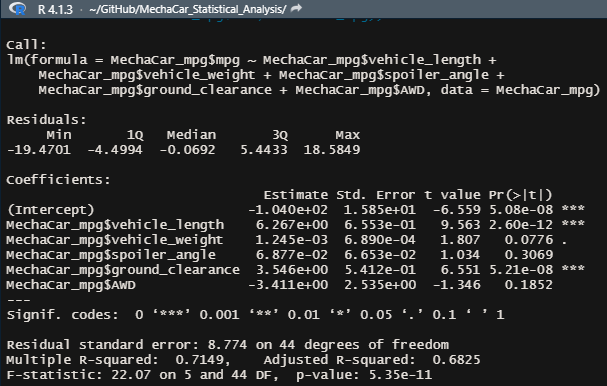 R 4.1.3 · ~/GitHub/MechaCar_Statistical_Analysis/
Call:
lm(formula = MechaCar_mpg$mpg ~ MechaCar_mpg$vehicle_length +
    MechaCar_mpg$vehicle_weight + MechaCar_mpg$spoiler_angle +
    MechaCar_mpg$ground_clearance + MechaCar_mpg$AWD, data = MechaCar_mpg)
Residuals:
     Min       1Q   Median       3Q      Max
-19.4701  -4.4994  -0.0692   5.4433  18.5849
Coefficients:
                                Estimate Std. Error t value Pr(>|t|)
(Intercept)                   -1.040e+02  1.585e+01  -6.559 5.08e-08 ***
MechaCar_mpg$vehicle_length    6.267e+00  6.553e-01   9.563 2.60e-12 ***
MechaCar_mpg$vehicle_weight    1.245e-03  6.890e-04   1.807   0.0776 .
MechaCar_mpg$spoiler_angle     6.877e-02  6.653e-02   1.034   0.3069
MechaCar_mpg$ground_clearance  3.546e+00  5.412e-01   6.551 5.21e-08 ***
MechaCar_mpg$AWD              -3.411e+00  2.535e+00  -1.346   0.1852
---
Signif. codes:  0 ‘***’ 0.001 ‘**’ 0.01 ‘*’ 0.05 ‘.’ 0.1 ‘ ’ 1
Residual standard error: 8.774 on 44 degrees of freedom
Multiple R-squared:  0.7149,    Adjusted R-squared:  0.6825
F-statistic: 22.07 on 5 and 44 DF,  p-value: 5.35e-11